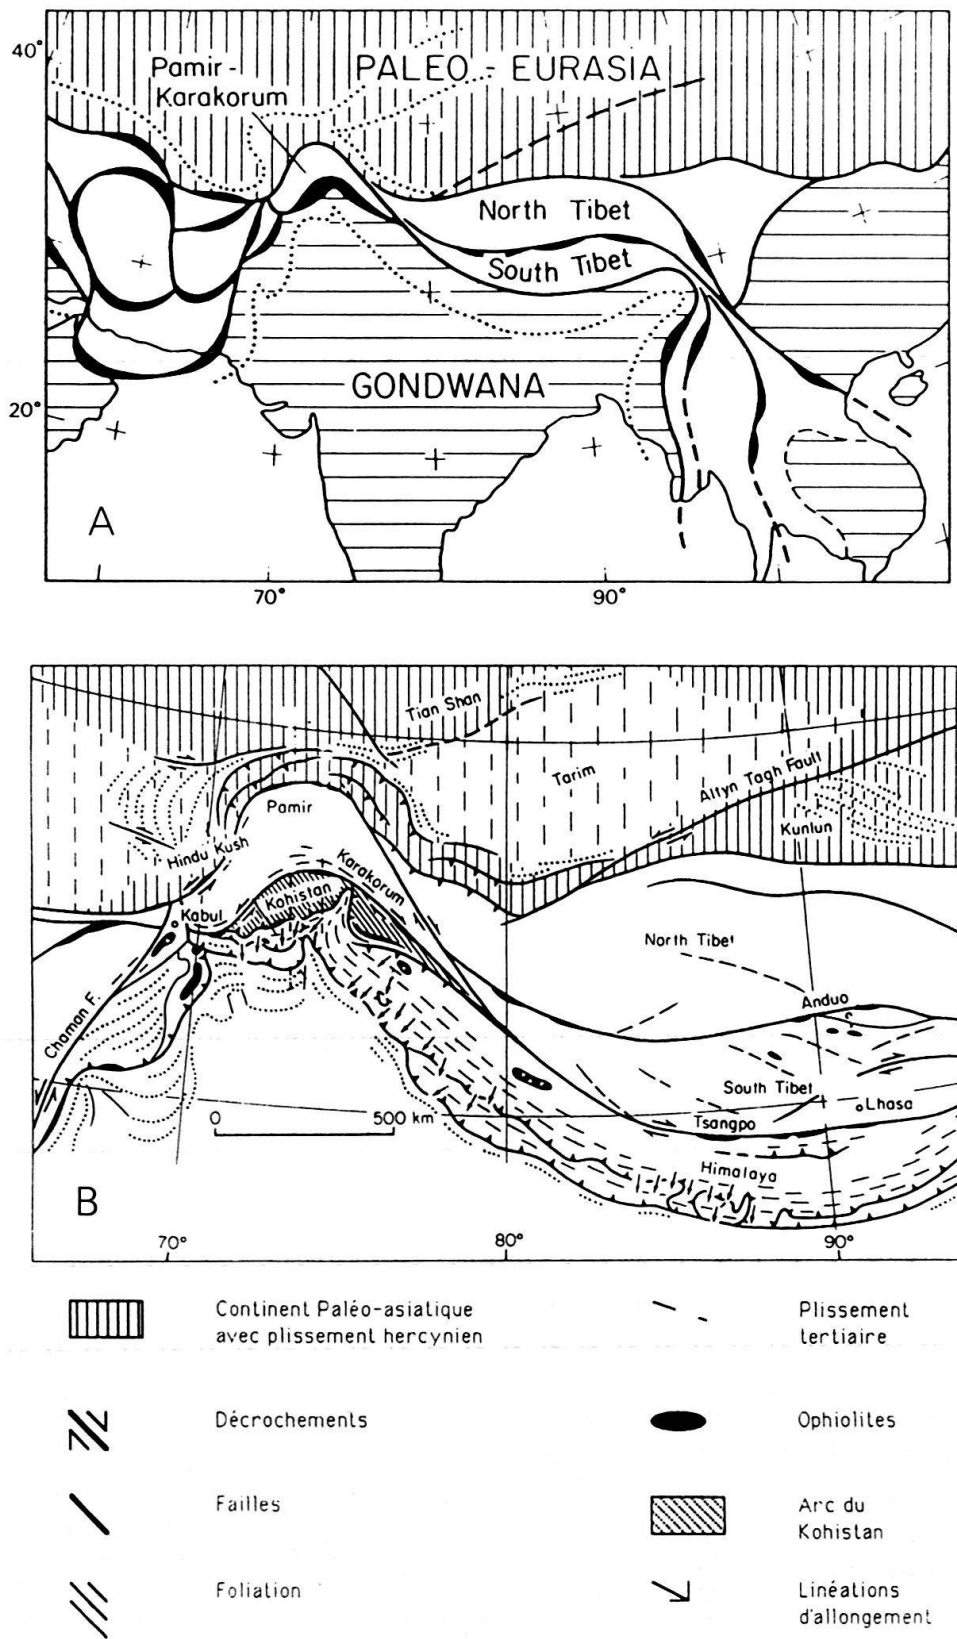 40°
Pamir-
Karakorum
PALEO - EURASIA
North Tibet
South Tibet
GONDWANA
20°
A
70°
90°
Tian Shan
Tarim
Altyn Tagh Fault
Pamir
Kunlun
Hindu Kush
Karakorum
Kohistan
Kabul
North Tibet
Anduo
Chaman F.
South Tibet
Lhasa
0 500 km
Tsangpo
Himalaya
B
70°
80°
90°
Continent Paléo-asiatique
avec plissement hercynien
Plissement
tertiaire
Décrochements
Ophiolites
Failles
Arc du
Kohistan
Foliation
Linéations
d'allongement